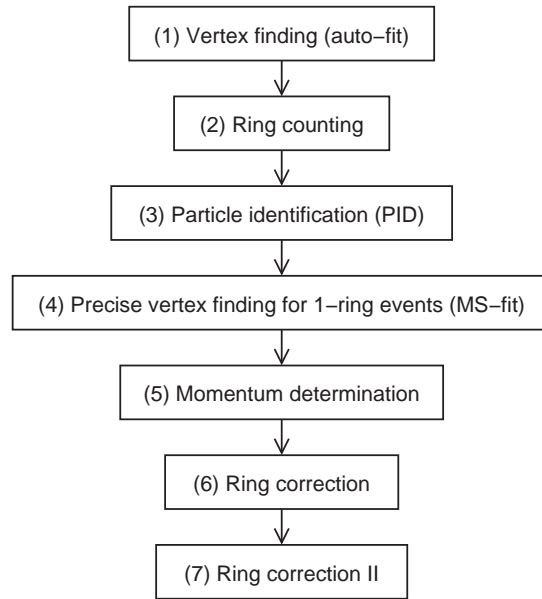 (1) Vertex finding (auto−fit)
(2) Ring counting
(3) Particle identification (PID)
(4) Precise vertex finding for 1−ring events (MS−fit)
(5) Momentum determination
(6) Ring correction
(7) Ring correction II